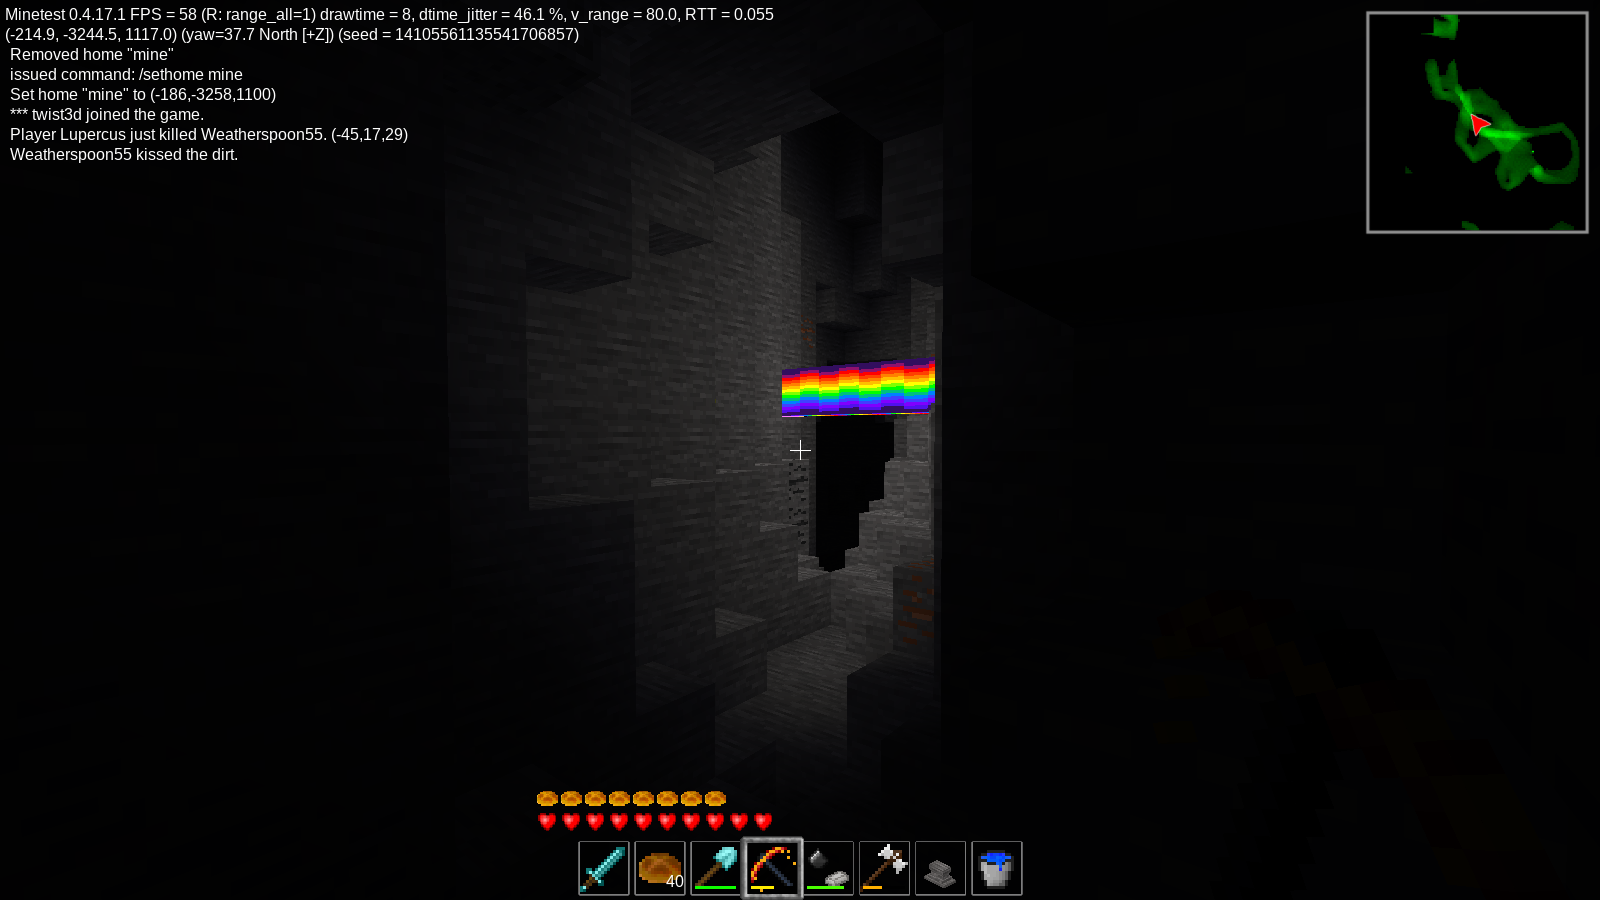 Minetest 0.4.17.1 FPS = 58 (R: range_all=1) drawtime = 8, dtime_jitter = 46.1 %, v_range = 80.0, RTT = 0.055
(-214.9, -3244.5, 1117.0) (yaw=37.7 North [+Z]) (seed = 14105561135541706857)
Removed home "mine"
issued command: /sethome mine
Set home "mine" to (-186,-3258,1100)
*** twist3d joined the game.
Player Lupercus just killed Weatherspoon55. (-45,17,29)
Weatherspoon55 kissed the dirt.
40